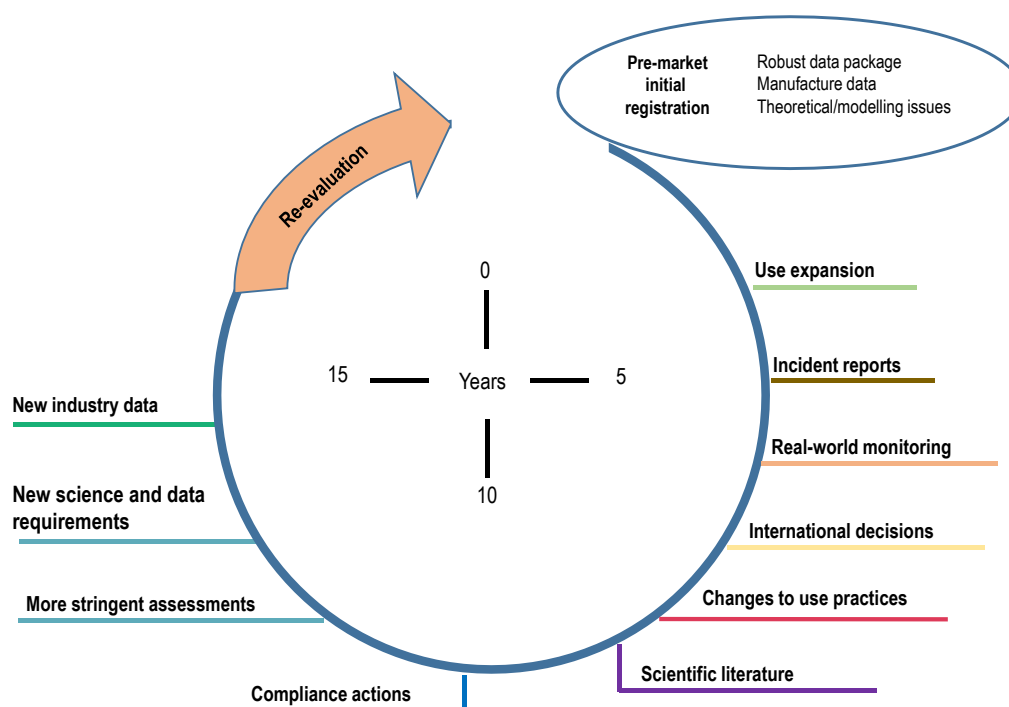 Pre-market
initial
registration
Robust data package
Manufacture data
Theoretical/modelling issues
Re-evaluation
0
Use expansion
15
Years
5
Incident reports
New industry data
Real-world monitoring
10
New science and data
requirements
International decisions
More stringent assessments
Changes to use practices
Scientific literature
Compliance actions